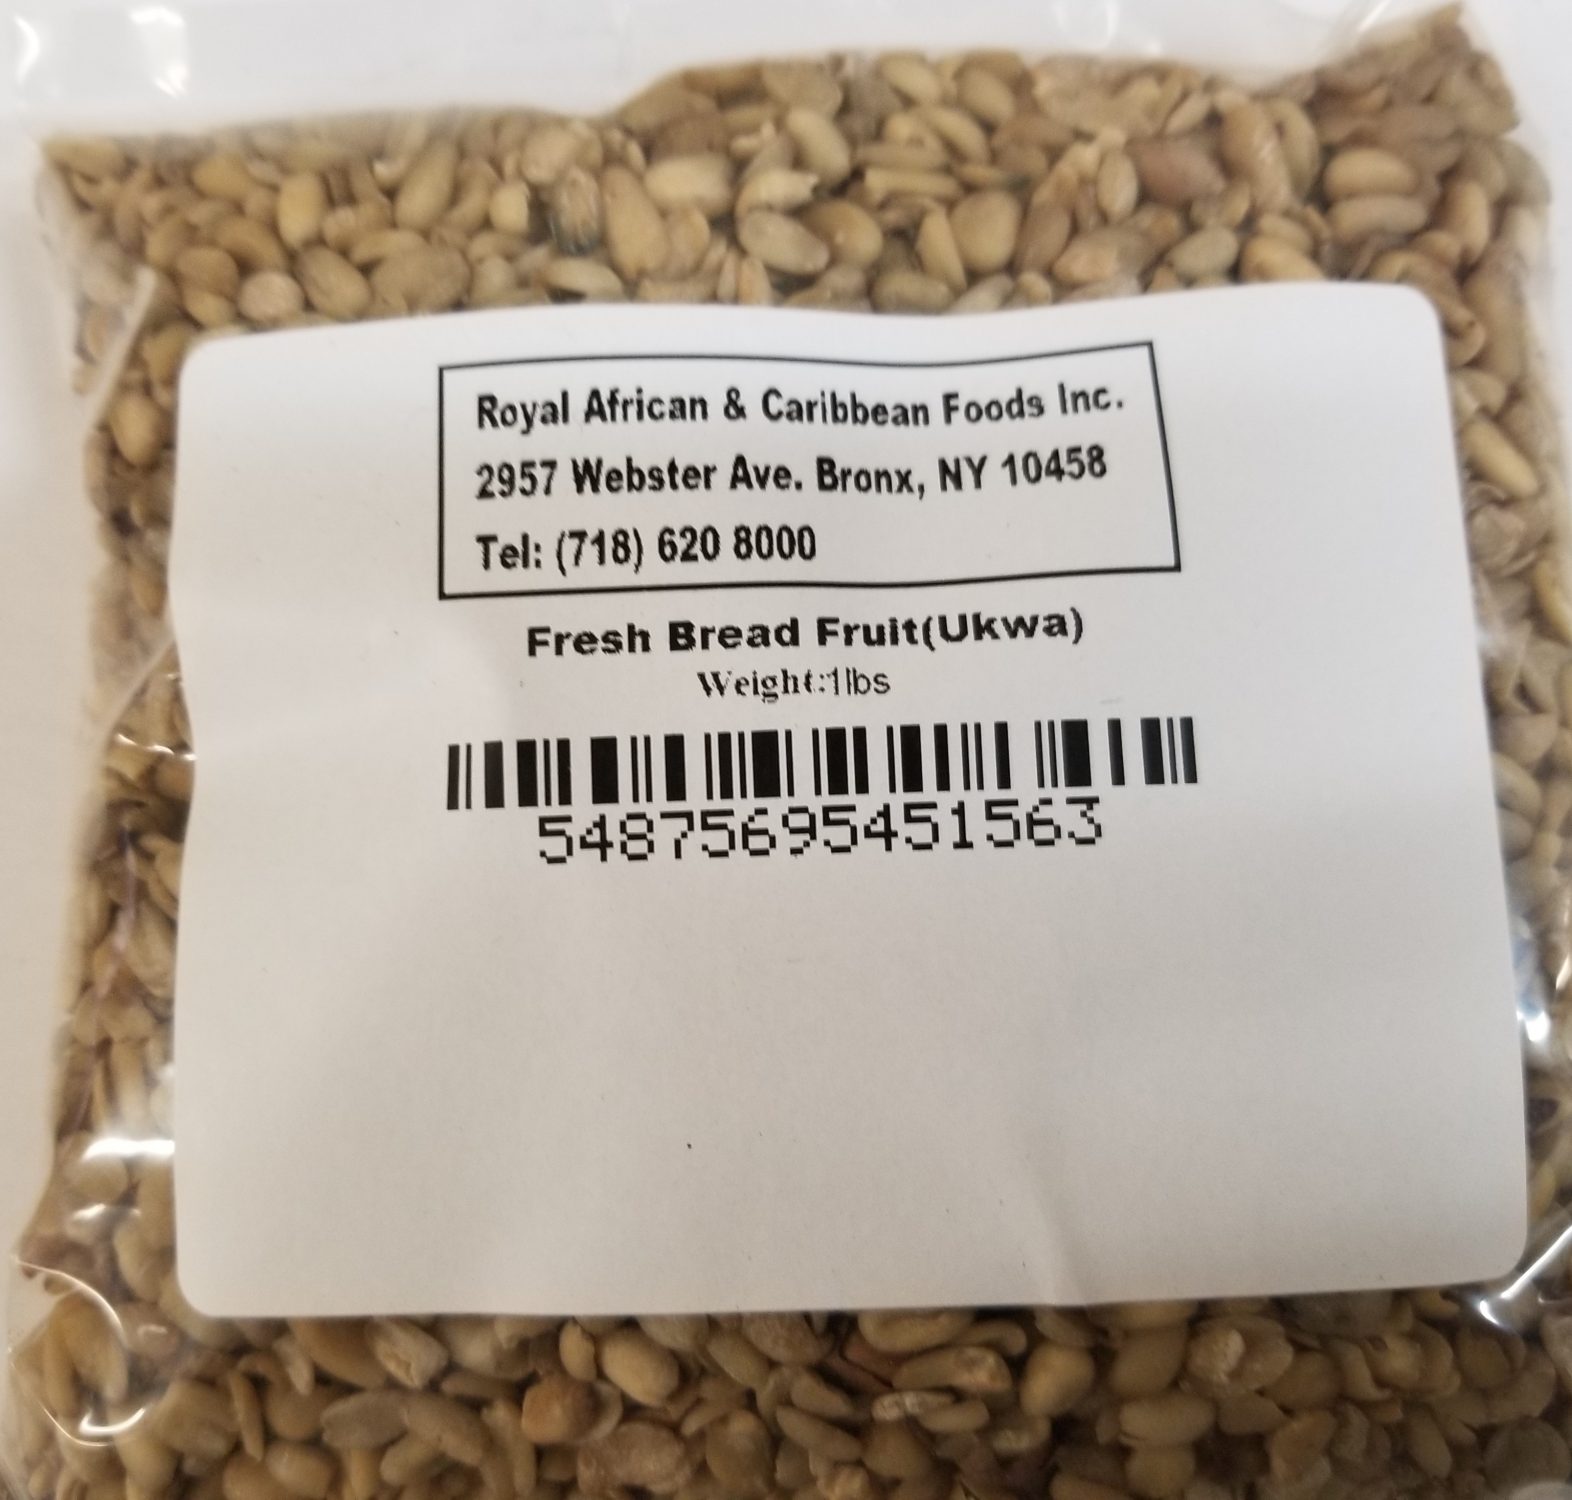 Royal African & Caribbean Foods Inc.
2957 Webster Ave. Bronx, NY 10458
Tel: (718) 620 8000
Fresh Bread Fruit(Ukwa)
Weight:1lbs
54875695451563